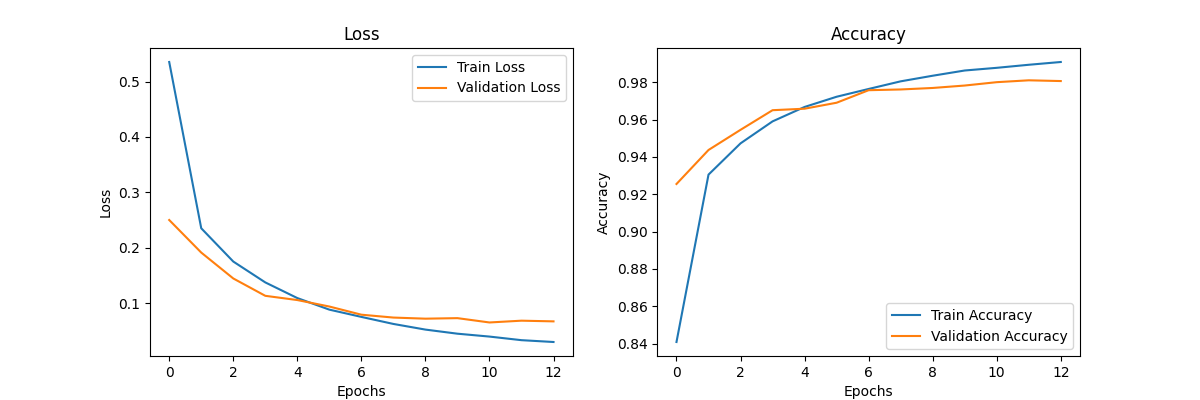 Loss
Train Loss
Validation Loss
0.5
0.4
0.3
0.2
0.1
Loss
0 2 4 6 8 10 12
Epochs
Accuracy
0.98
0.96
0.94
0.92
0.90
0.88
0.86
0.84
Accuracy
Train Accuracy
Validation Accuracy
0 2 4 6 8 10 12
Epochs